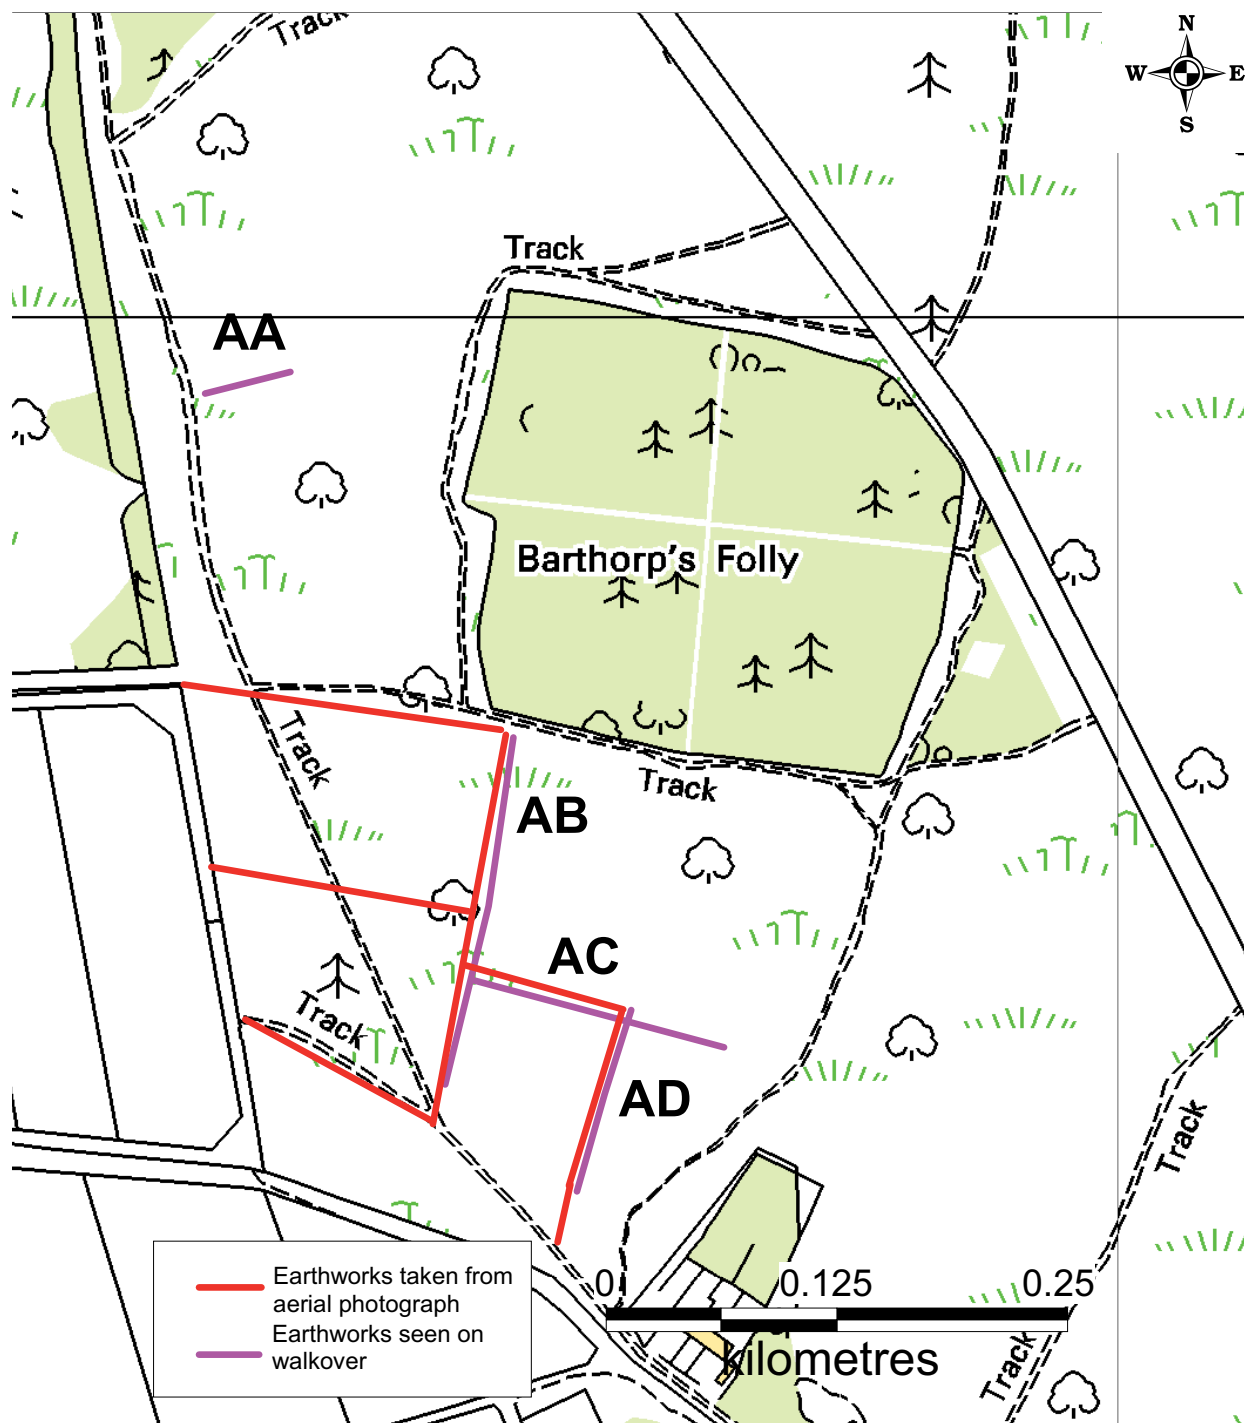 Track
N
W E
S
Track
AA
Barthorp's Folly
Track
Track
AB
AC
Track
AD
Track
Earthworks taken from
aerial photograph
Earthworks seen on
walkover
0 0.125 0.25
kilometres
Track